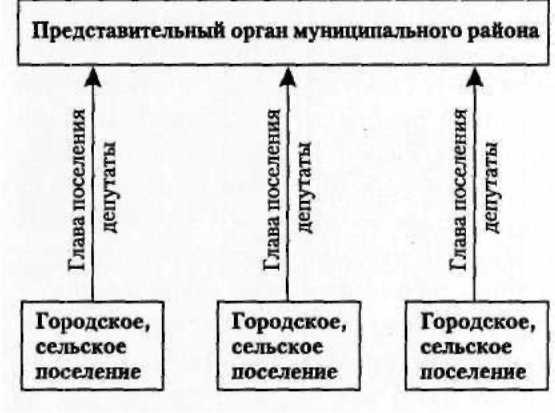 Представительный орган муниципального района
Глава поселения
депутаты
Глава поселения
депутаты
Глава поселения
депутаты
Городское,
сельское
поселение
Городское,
сельское
поселение
Городское,
сельское
поселение